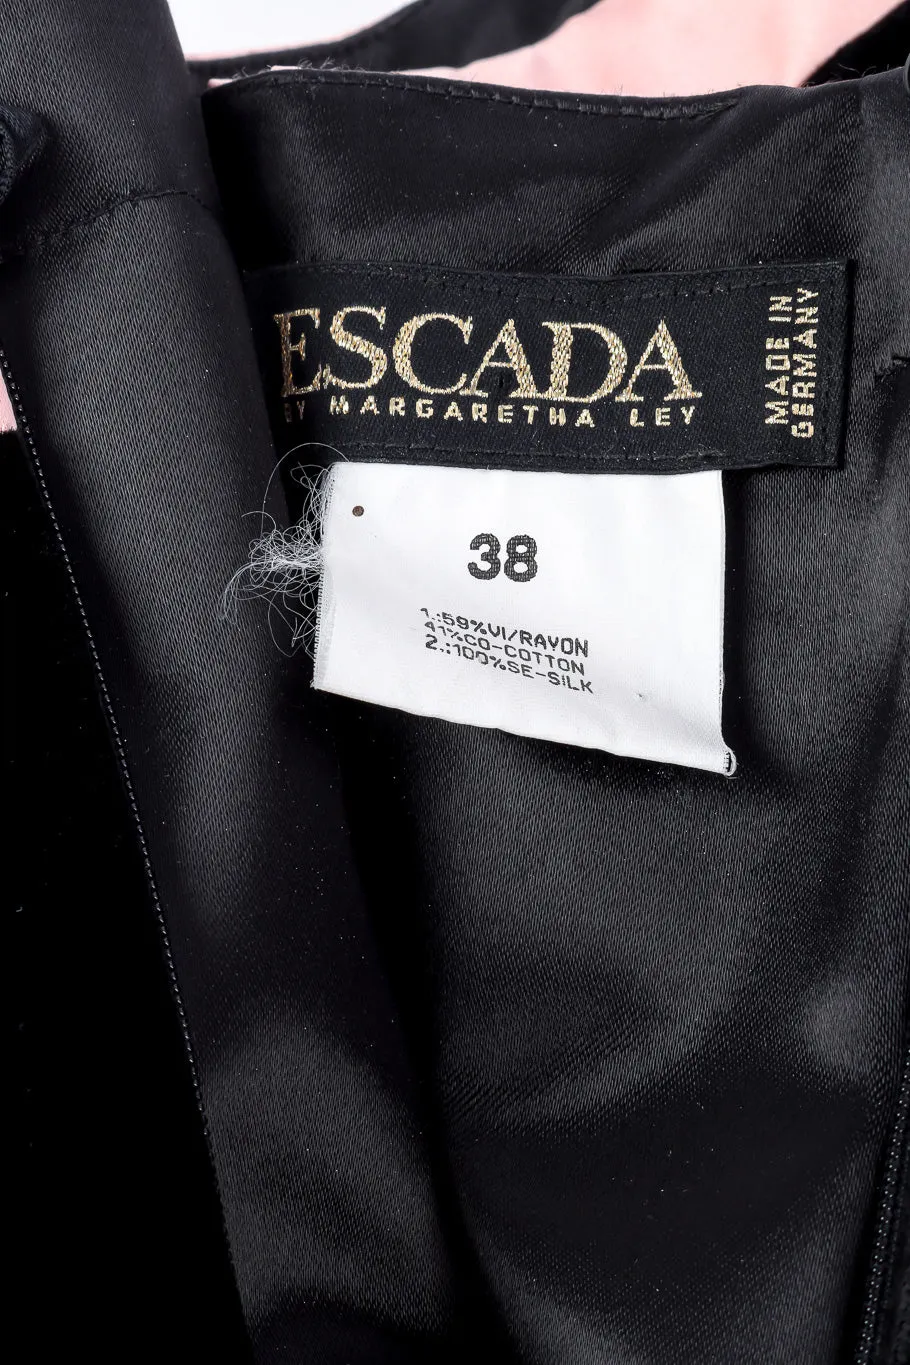 ESCADA
BY MARGARETHA LEY
MADE IN
GERMANY
38
1.:59%VI/RAYON
41%CO-COTTON
2.:100%SE-SILK